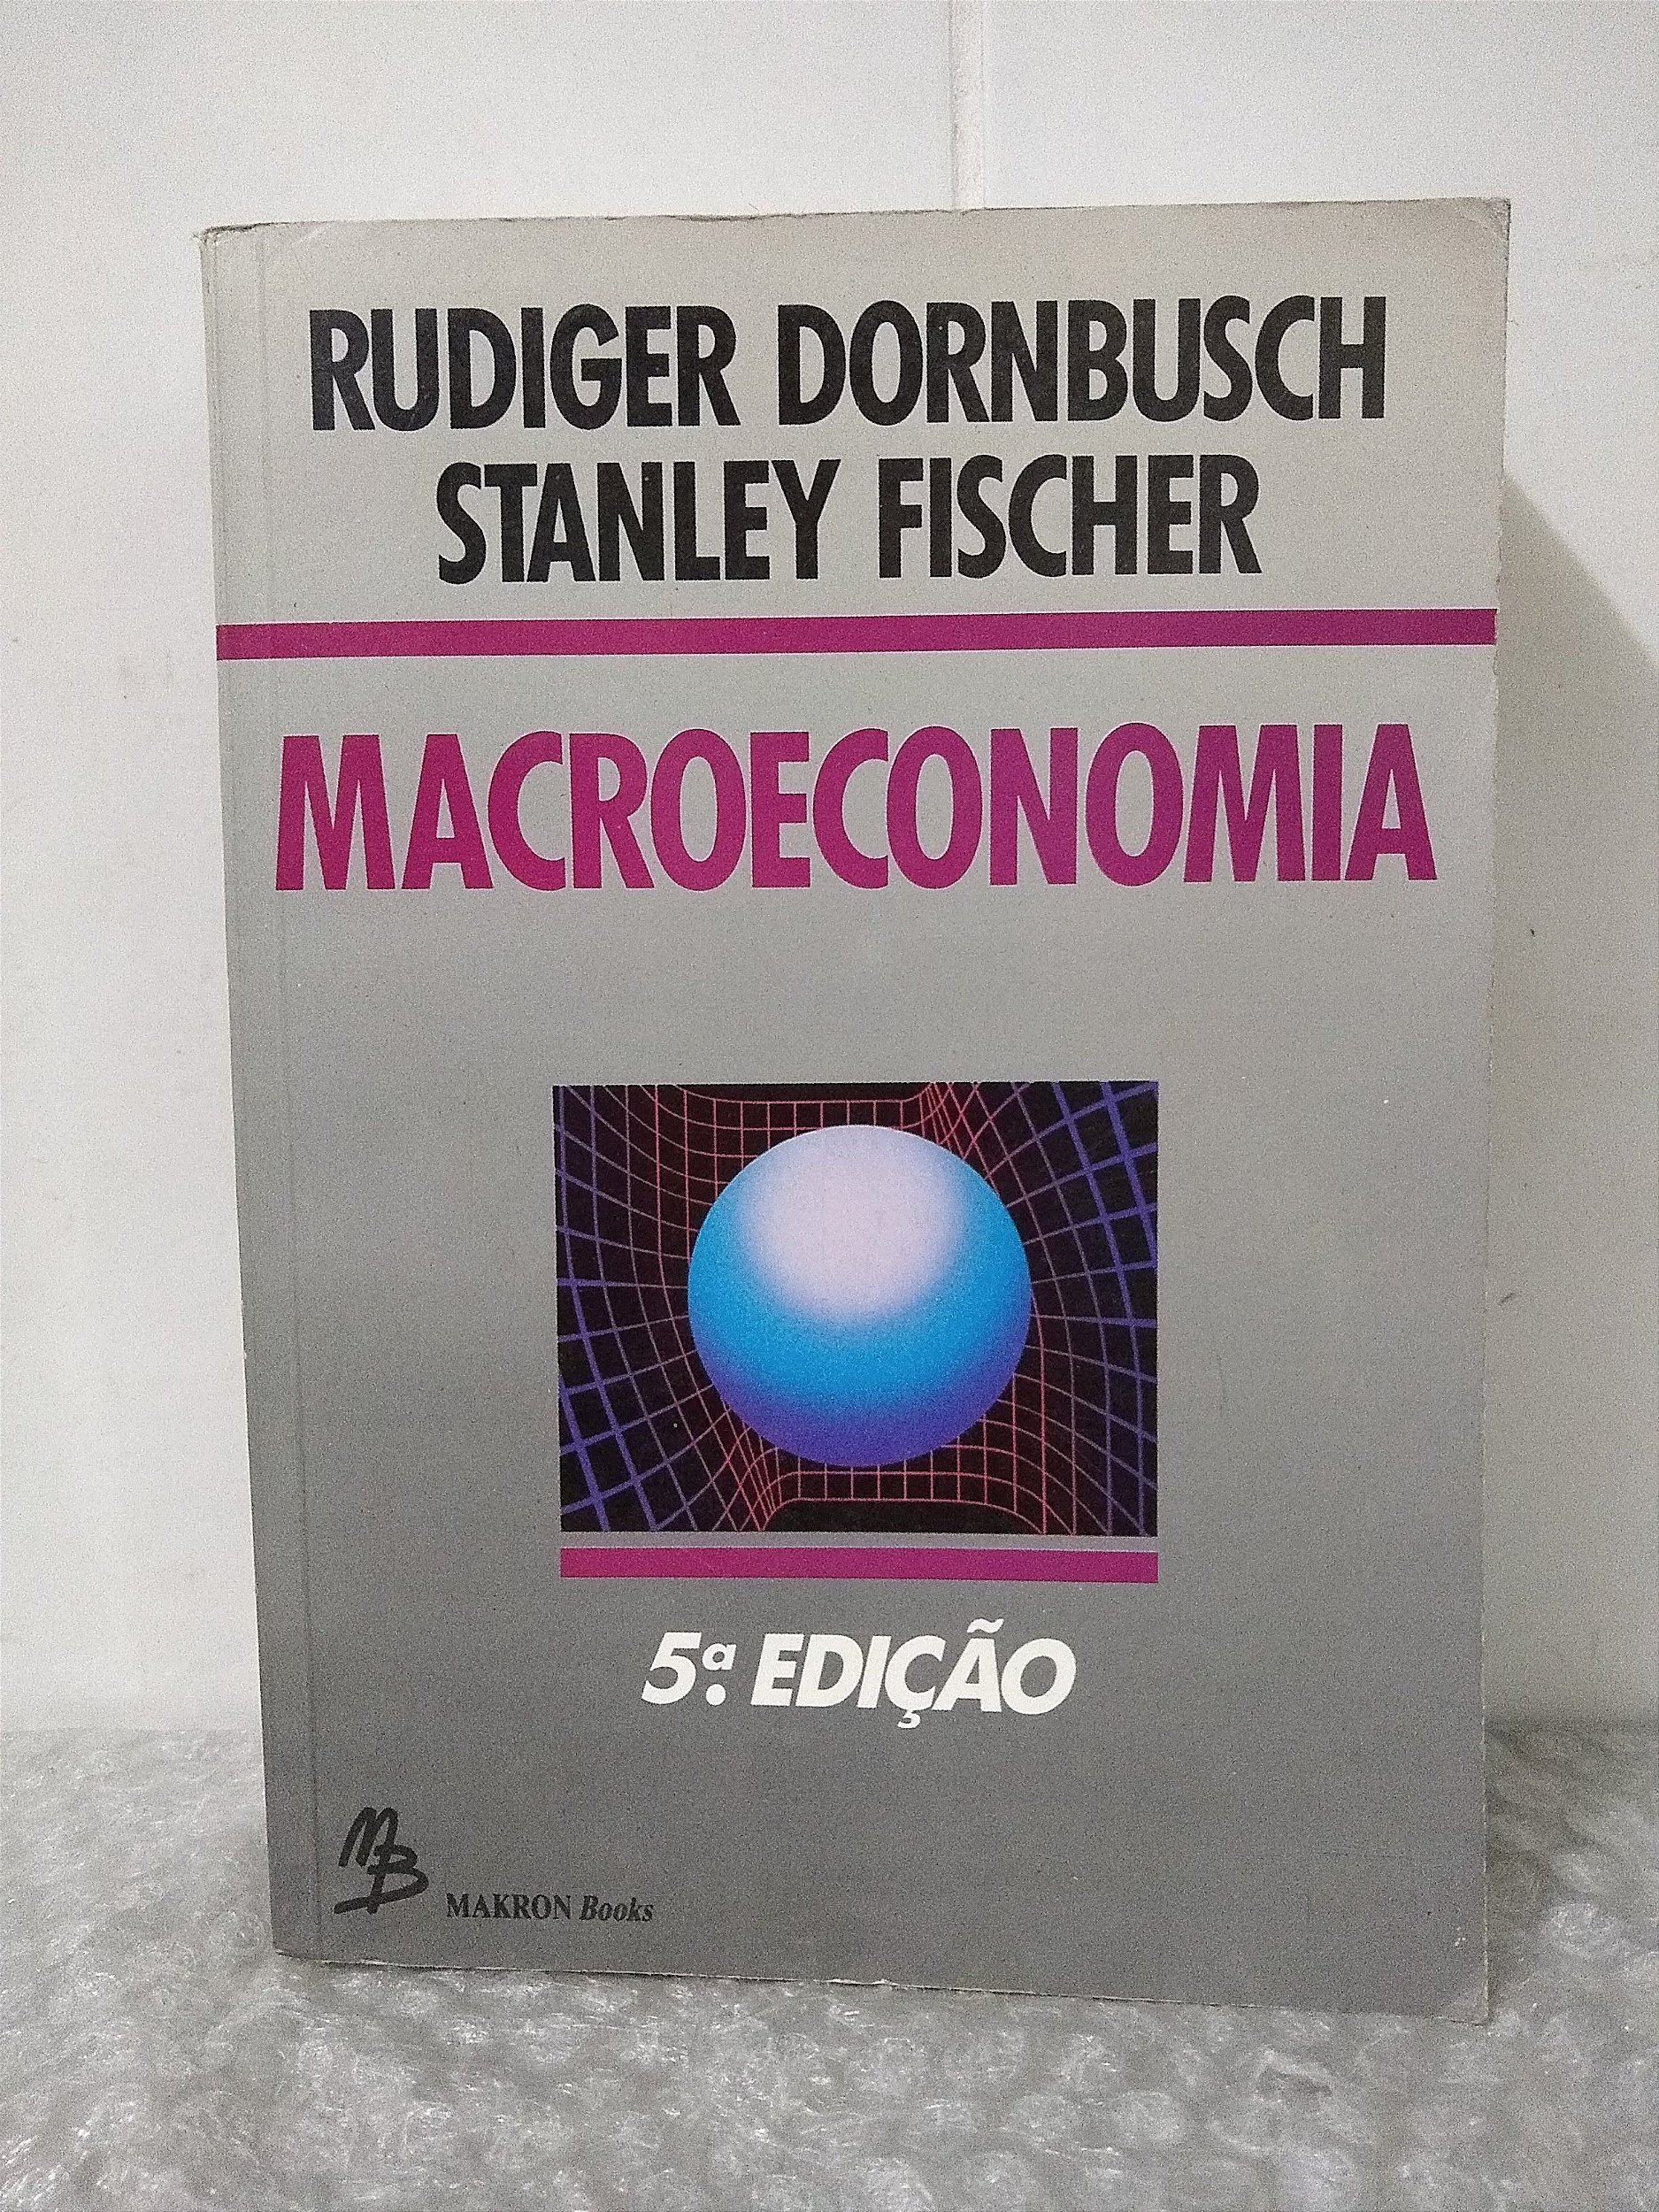 RUDIGER DORNBUSCH
STANLEY FISCHER
MACROECONOMIA
5ª. EDIÇÃO
MB
MAKRON Books